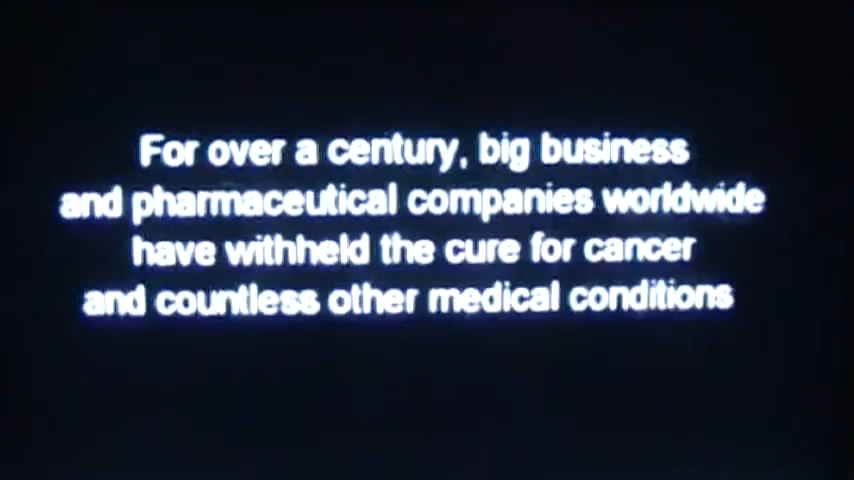 For over a century, big business
and pharmaceutical companies worldwide
have withheld the cure for cancer
and countless other medical conditions